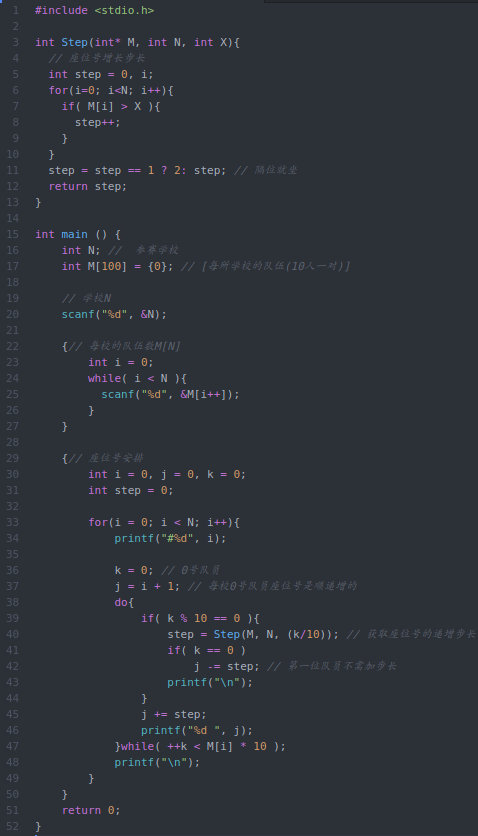 1 #include <stdio.h>
2
3 int Step(int* M, int N, int X){
4 // 座位号增长步长
5 int step = 0, i;
6 for(i=0; i<N; i++){
7 if( M[i] > X ){
8 step++;
9 }
10 }
11 step = step == 1 ? 2: step; // 隔位就坐
12 return step;
13 }
14
15 int main () {
16 int N; // 参赛学校
17 int M[100] = {0}; // [每所学校的队伍(10人一对)]
18
19 // 学校N
20 scanf("%d", &N);
21
22 {// 每校的队伍数M[N]
23 int i = 0;
24 while( i < N ){
25 scanf("%d", &M[i++]);
26 }
27 }
28
29 {// 座位号安排
30 int i = 0, j = 0, k = 0;
31 int step = 0;
32
33 for(i = 0; i < N; i++){
34 printf("#%d", i);
35
36 k = 0; // 0号队员
37 j = i + 1; // 每校0号队员座位号是顺递增的
38 do{
39 if( k % 10 == 0 ){
40 step = Step(M, N, (k/10)); // 获取座位号的递增步长
41 if( k == 0 )
42 j -= step; // 第一位队员不需加步长
43 printf("\n");
44 }
45 j += step;
46 printf("%d ", j);
47 }while( ++k < M[i] * 10 );
48 printf("\n");
49 }
50 }
51 return 0;
52 }